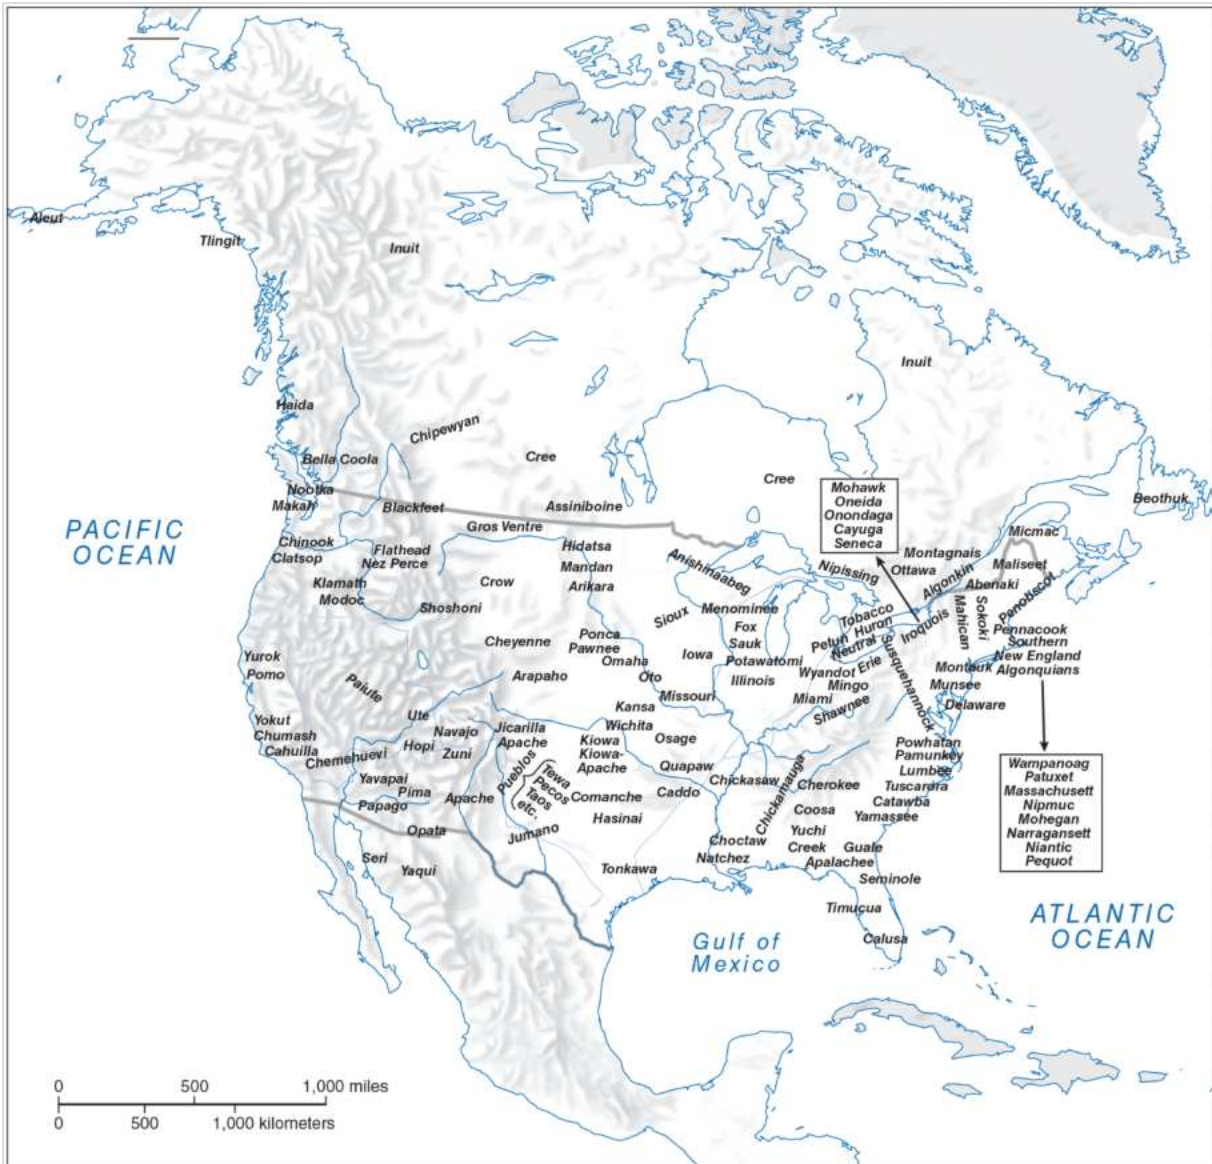 Aleut
Tlingit
Inuit
Inuit
Haida
Chipewyan
Bella Coola
Cree
Cree
Nootka
Makah
Blackfeet
Assiniboine
Gros Ventre
Mohawk
Oneida
Onondaga
Cayuga
Seneca
Beothuk
PACIFIC
OCEAN
Chinook
Clatsop
Flathead
Nez Perce
Hidatsa
Mandan
Arikara
Anishinaabeg
Nipissing
Montagnais
Ottawa
Algonkin
Micmac
Maliseet
Abenaki
Panobscot
Klamath
Modoc
Shoshoni
Crow
Sioux
Menominee
Fox
Sauk
Potawatomi
Illinois
Tobacco
Petun
Huron
Neutral
Erie
Iroquois
Mahican
Sokoki
Pennacook
Southern
New England
Algonquians
Cheyenne
Ponca
Pawnee
Omaha
Iowa
Oto
Missouri
Wyandot
Mingo
Miami
Shawnee
Susquehannock
Montauk
Munsee
Delaware
Yurok
Pomo
Paiute
Arapaho
Kansa
Wichita
Osage
Yokut
Chumash
Cahuilla
Chemehuevi
Ute
Navajo
Hopi
Zuni
Jicarilla
Apache
Kiowa
Kiowa-
Apache
Quapaw
Caddo
Chickasaw
Chickamauga
Cherokee
Powhatan
Pamunkey
Lumbee
Tuscarara
Catawba
Yamassee
Wampanoag
Patuxet
Massachusett
Nipmuc
Mohegan
Narragansett
Niantic
Pequot
Yavapai
Pima
Papago
Apache
Pueblos
Tewa
Pecos
Taos
etc.
Comanche
Hasinai
Coosa
Yuchi
Creek
Guale
Apalachee
Opata
Jumano
Choctaw
Natchez
Seri
Yaqui
Tonkawa
Seminole
Timucua
Calusa
Gulf of
Mexico
ATLANTIC
OCEAN
0 500 1,000 miles
0 500 1,000 kilometers